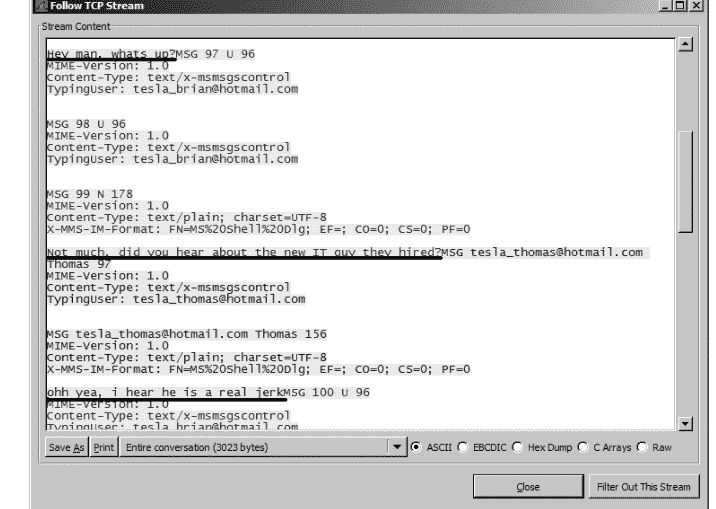 Follow TCP Stream
Stream Content
Hey man, whats up?MSG 97 U 96
MIME-Version: 1.0
Content-Type: text/x-msmsgscontrol
TypingUser: tesla_brian@hotmail.com
MSG 98 U 96
MIME-Version: 1.0
Content-Type: text/x-msmsgscontrol
TypingUser: tesla_brian@hotmail.com
MSG 99 N 178
MIME-Version: 1.0
Content-Type: text/plain; charset=UTF-8
X-MMS-IM-Format: FN=MS%20Shell%20Dlg; EF=; CO=0; CS=0; PF=0
Not much, did you hear about the new IT guy they hired?MSG tesla_thomas@hotmail.com
Thomas 97
MIME-Version: 1.0
Content-Type: text/x-msmsgscontrol
TypingUser: tesla_thomas@hotmail.com
MSG tesla_thomas@hotmail.com Thomas 156
MIME-Version: 1.0
Content-Type: text/plain; charset=UTF-8
X-MMS-IM-Format: FN=MS%20Shell%20Dlg; EF=; CO=0; CS=0; PF=0
ohh yea, i hear he is a real jerkMSG 100 U 96
MIME-Version: 1.0
Content-Type: text/x-msmsgscontrol
TypingUser: tesla_brian@hotmail.com
Save As Print Entire conversation (3023 bytes) ASCII EBCDIC Hex Dump C Arrays Raw
Close Filter Out This Stream